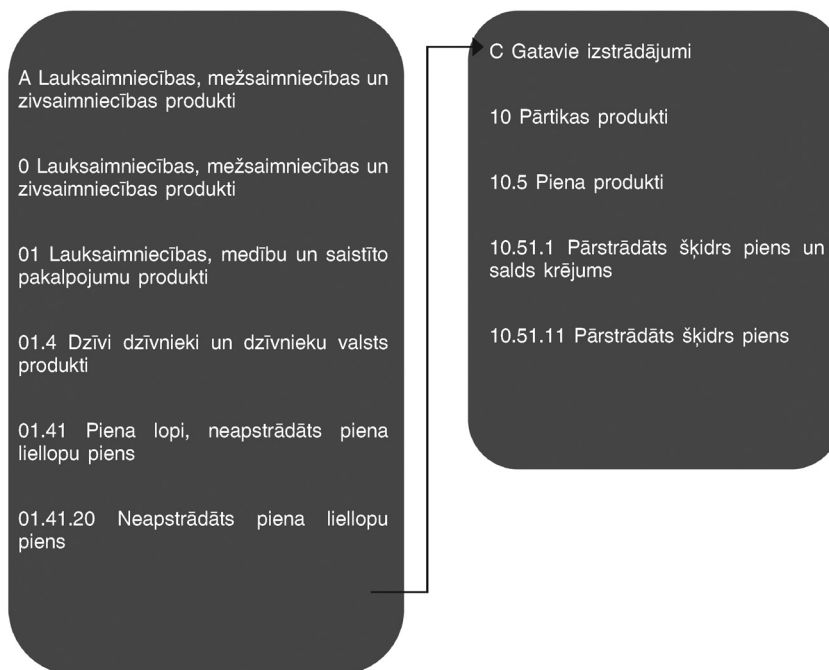 A Lauksaimniecības, mežsaimniecības un
zivsaimniecības produkti
0 Lauksaimniecības, mežsaimniecības un
zivsaimniecības produkti
01 Lauksaimniecības, medību un saistīto
pakalpojumu produkti
01.4 Dzīvi dzīvnieki un dzīvnieku valsts
produkti
01.41 Piena lopi, neapstrādāts piena
liellopu piens
01.41.20 Neapstrādāts piena liellopu
piens
C Gatavie izstrādājumi
10 Pārtikas produkti
10.5 Piena produkti
10.51.1 Pārstrādāts šķidrs piens un
salds krējums
10.51.11 Pārstrādāts šķidrs piens